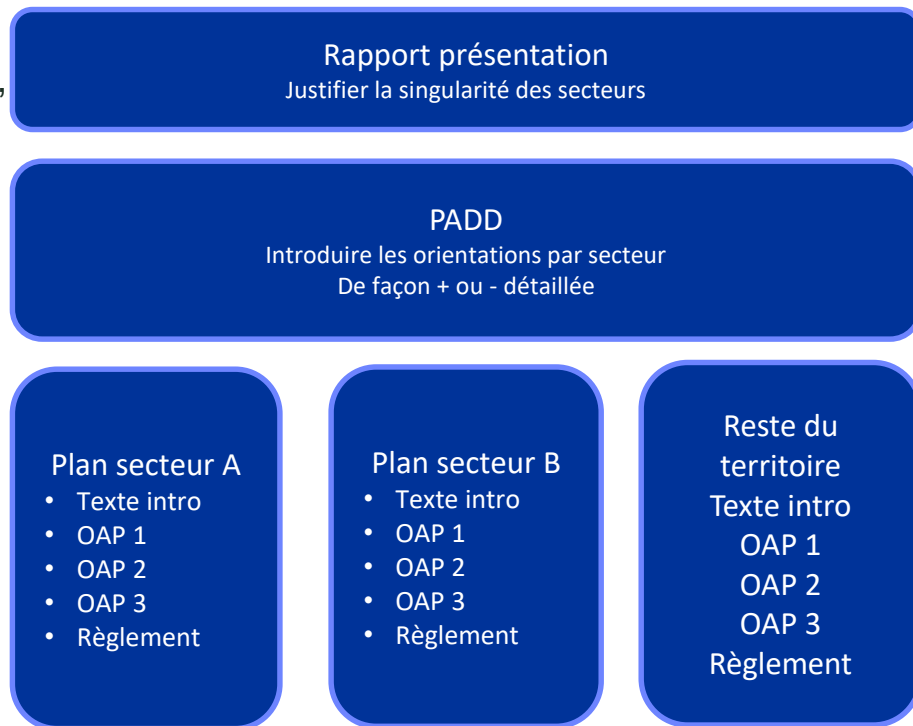 Rapport présentation
Justifier la singularité des secteurs
,
PADD
Introduire les orientations par secteur
De façon + ou - détaillée
Plan secteur A
• Texte intro
• OAP 1
• OAP 2
• OAP 3
• Règlement
Plan secteur B
• Texte intro
• OAP 1
• OAP 2
• OAP 3
• Règlement
Reste du
territoire
Texte intro
OAP 1
OAP 2
OAP 3
Règlement